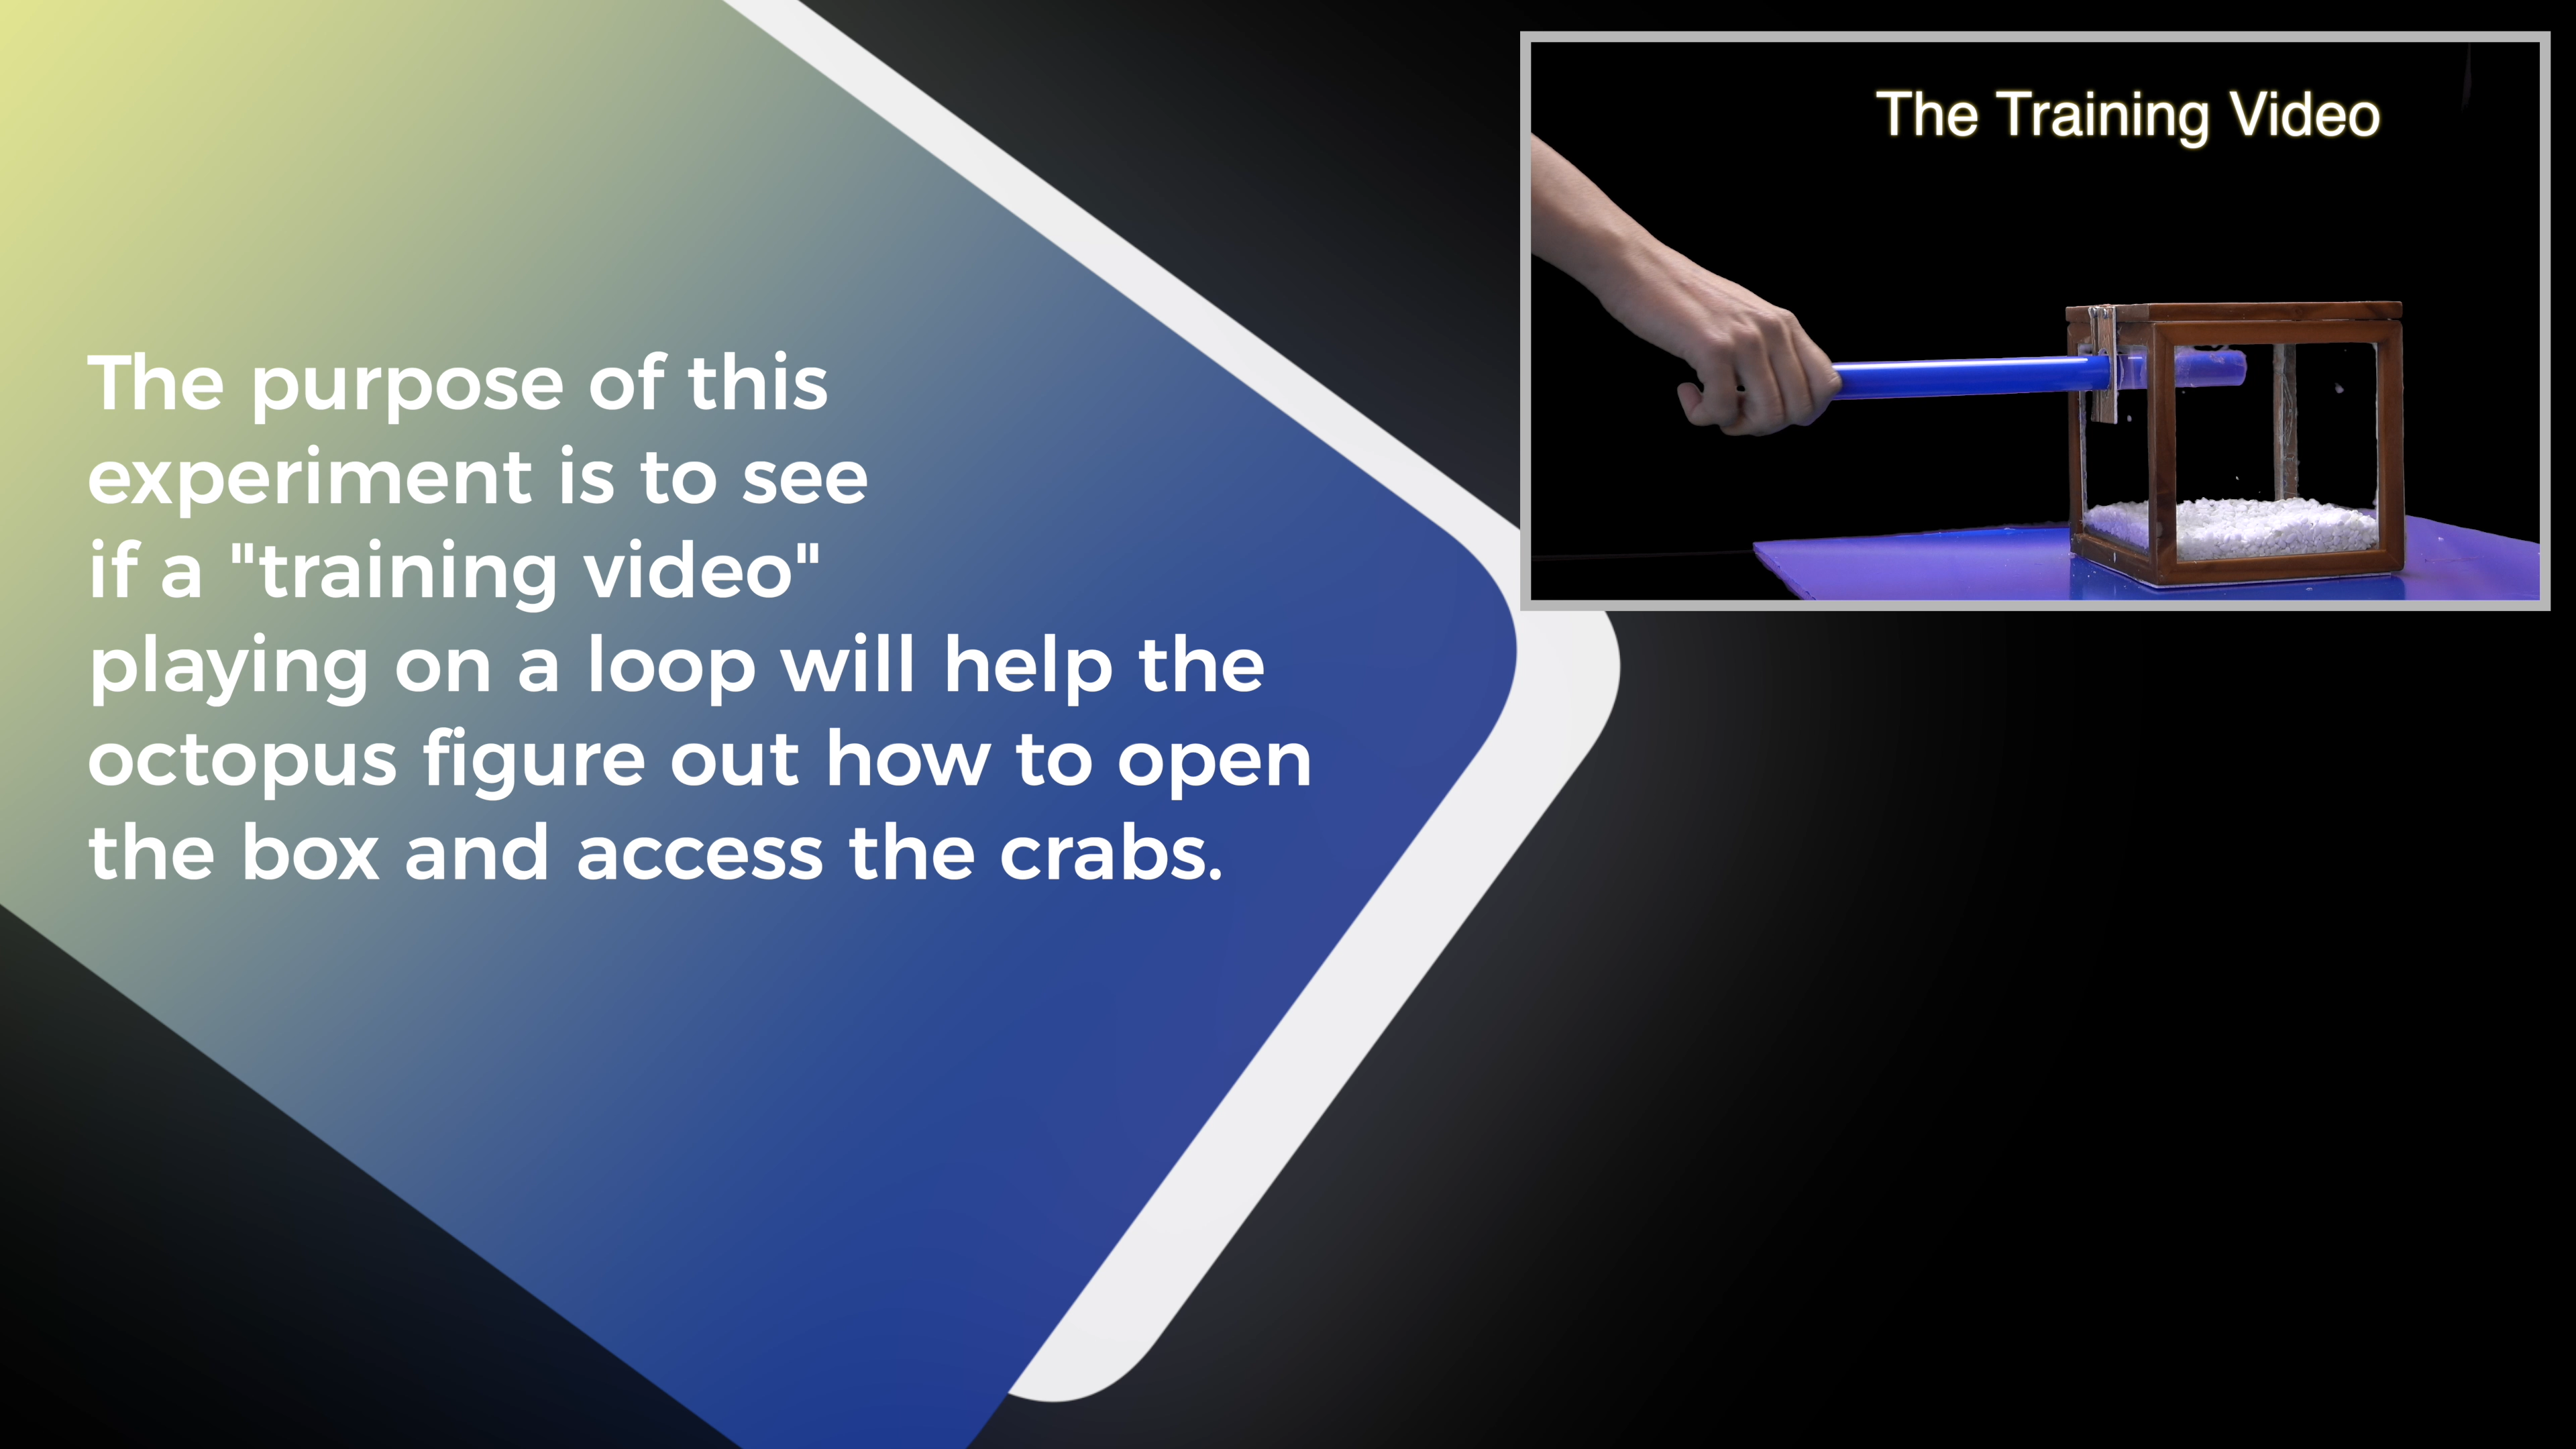 The Training Video
The purpose of this
experiment is to see
if a "training video"
playing on a loop will help the
octopus figure out how to open
the box and access the crabs.